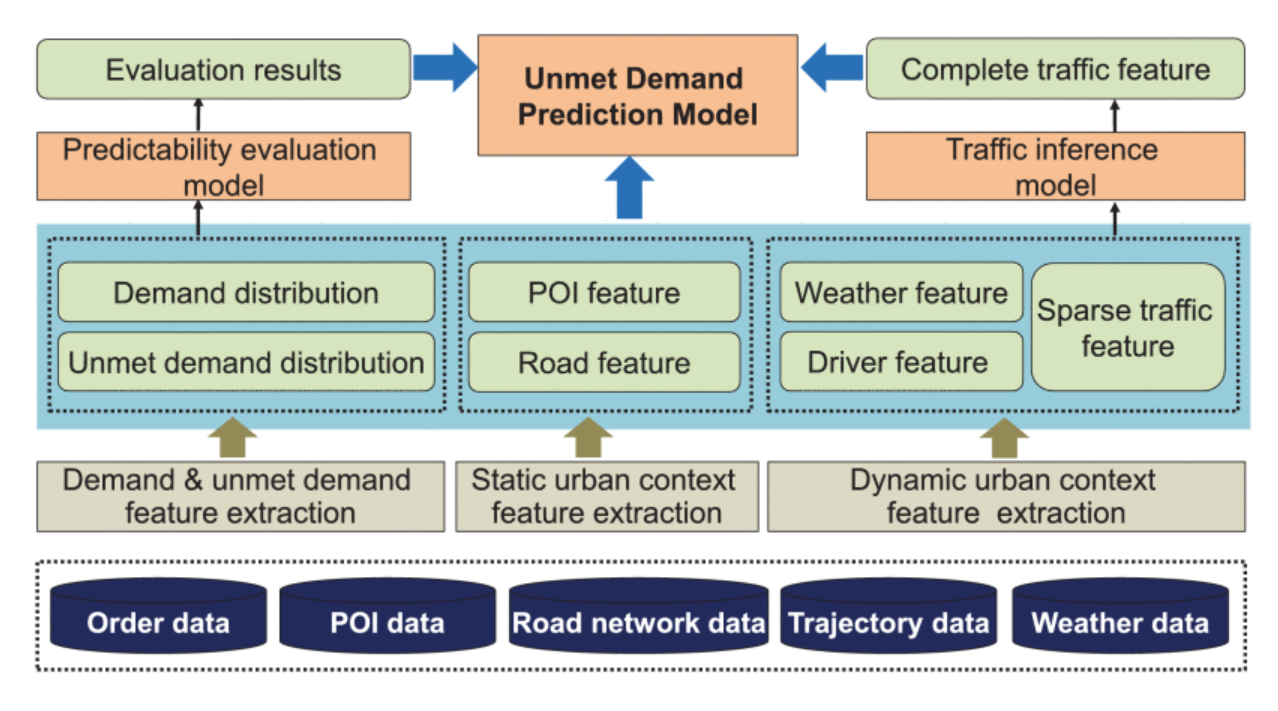 Evaluation results
Unmet Demand
Prediction Model
Complete traffic feature
Predictability evaluation
model
Traffic inference
model
Demand distribution
Unmet demand distribution
POI feature
Road feature
Weather feature
Driver feature
Sparse traffic
feature
Demand & unmet demand
feature extraction
Static urban context
feature extraction
Dynamic urban context
feature extraction
Order data
POI data
Road network data
Trajectory data
Weather data